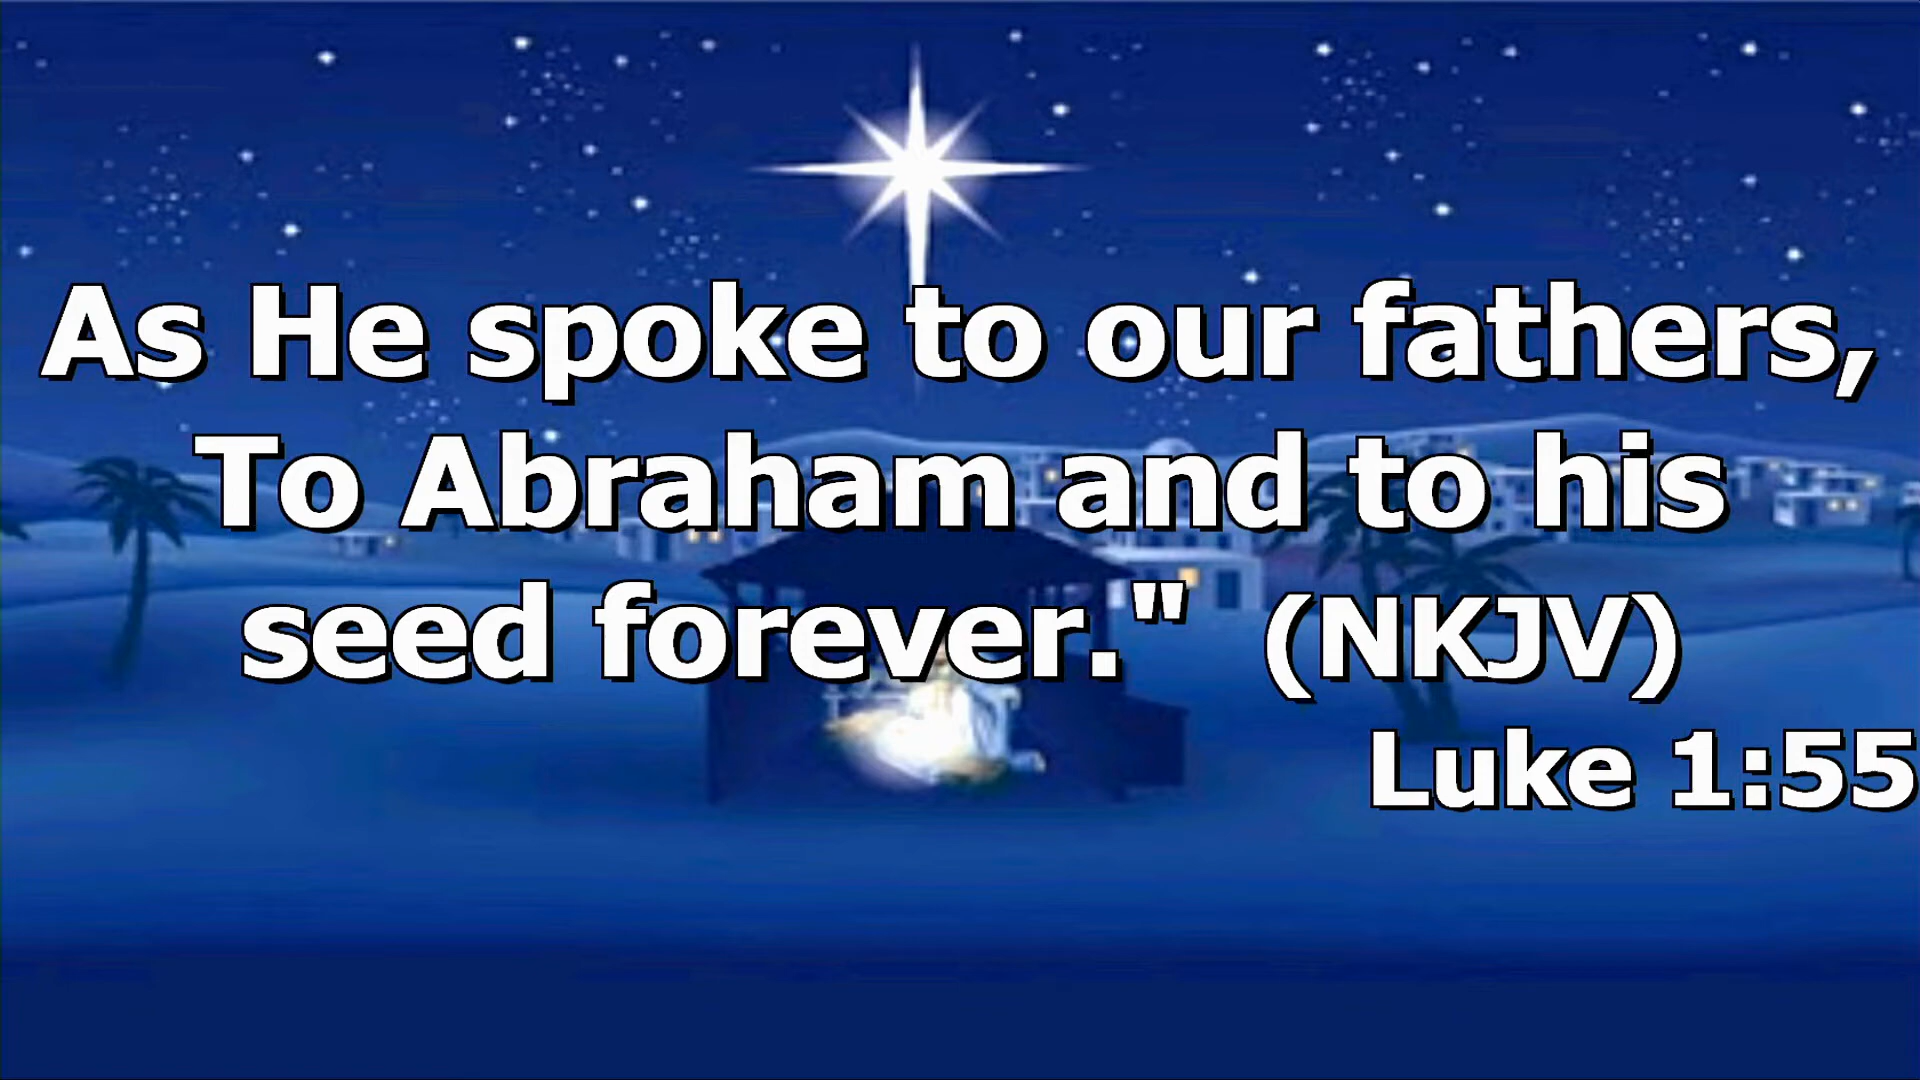 As He spoke to our fathers,
To Abraham and to his
seed forever." (NKJV)
Luke 1:55